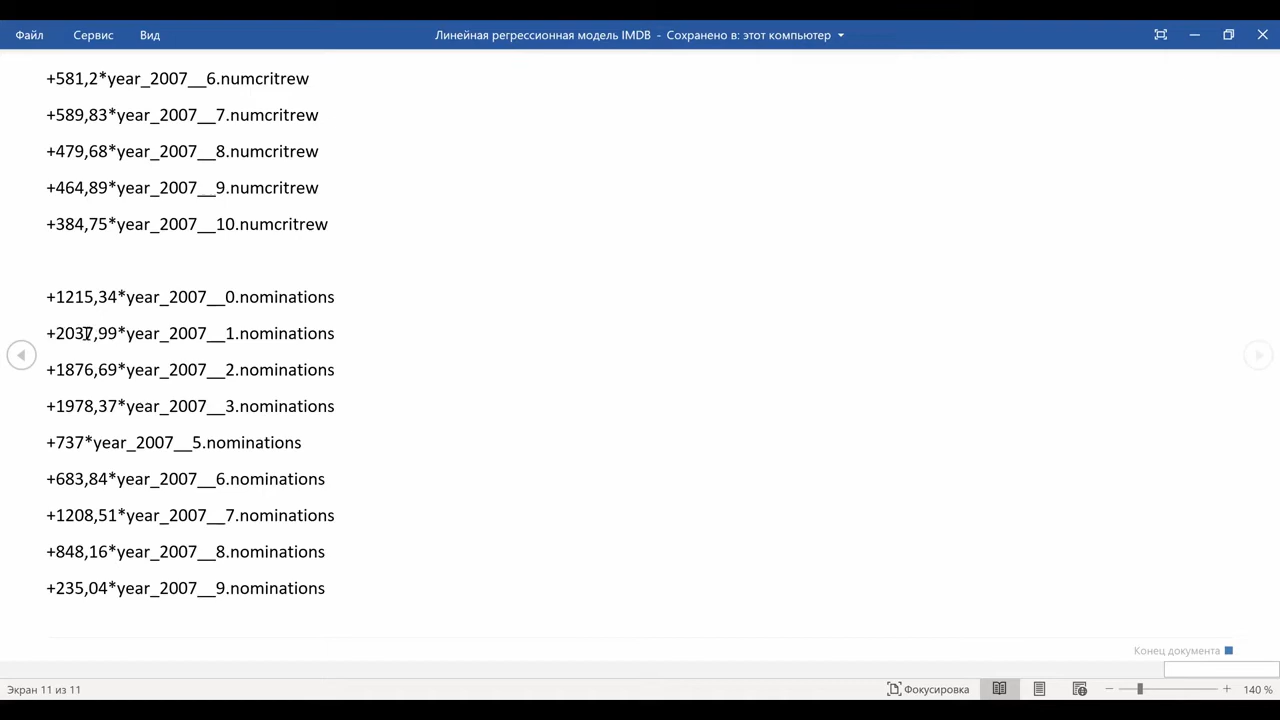 Файл Сервис Вид Линейная регрессионная модель IMDB - Сохранено в: этот компьютер
+581,2*year_2007__6.numcritrew
+589,83*year_2007__7.numcritrew
+479,68*year_2007__8.numcritrew
+464,89*year_2007__9.numcritrew
+384,75*year_2007__10.numcritrew
+1215,34*year_2007__0.nominations
+2037,99*year_2007__1.nominations
+1876,69*year_2007__2.nominations
+1978,37*year_2007__3.nominations
+737*year_2007__5.nominations
+683,84*year_2007__6.nominations
+1208,51*year_2007__7.nominations
+848,16*year_2007__8.nominations
+235,04*year_2007__9.nominations
Конец документа
Экран 11 из 11 Фокусировка 140 %